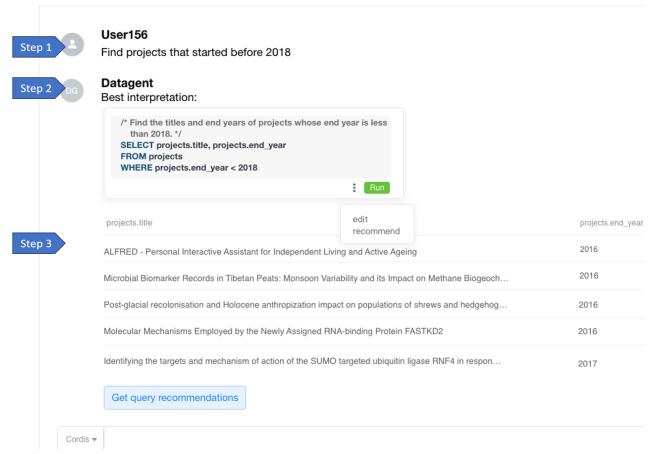 User156
Step 1
Find projects that started before 2018
Step 2
DG
Datagent
Best interpretation:
/* Find the titles and end years of projects whose end year is less
than 2018. */
SELECT projects.title, projects.end_year
FROM projects
WHERE projects.end_year < 2018
Run
edit
recommend
projects.title
projects.end_year
Step 3
ALFRED - Personal Interactive Assistant for Independent Living and Active Ageing 2016
Microbial Biomarker Records in Tibetan Peats: Monsoon Variability and its Impact on Methane Biogeoch... 2016
Post-glacial recolonisation and Holocene anthropization impact on populations of shrews and hedgehog... 2016
Molecular Mechanisms Employed by the Newly Assigned RNA-binding Protein FASTKD2 2016
Identifying the targets and mechanism of action of the SUMO targeted ubiquitin ligase RNF4 in respon... 2017
Get query recommendations
Cordis